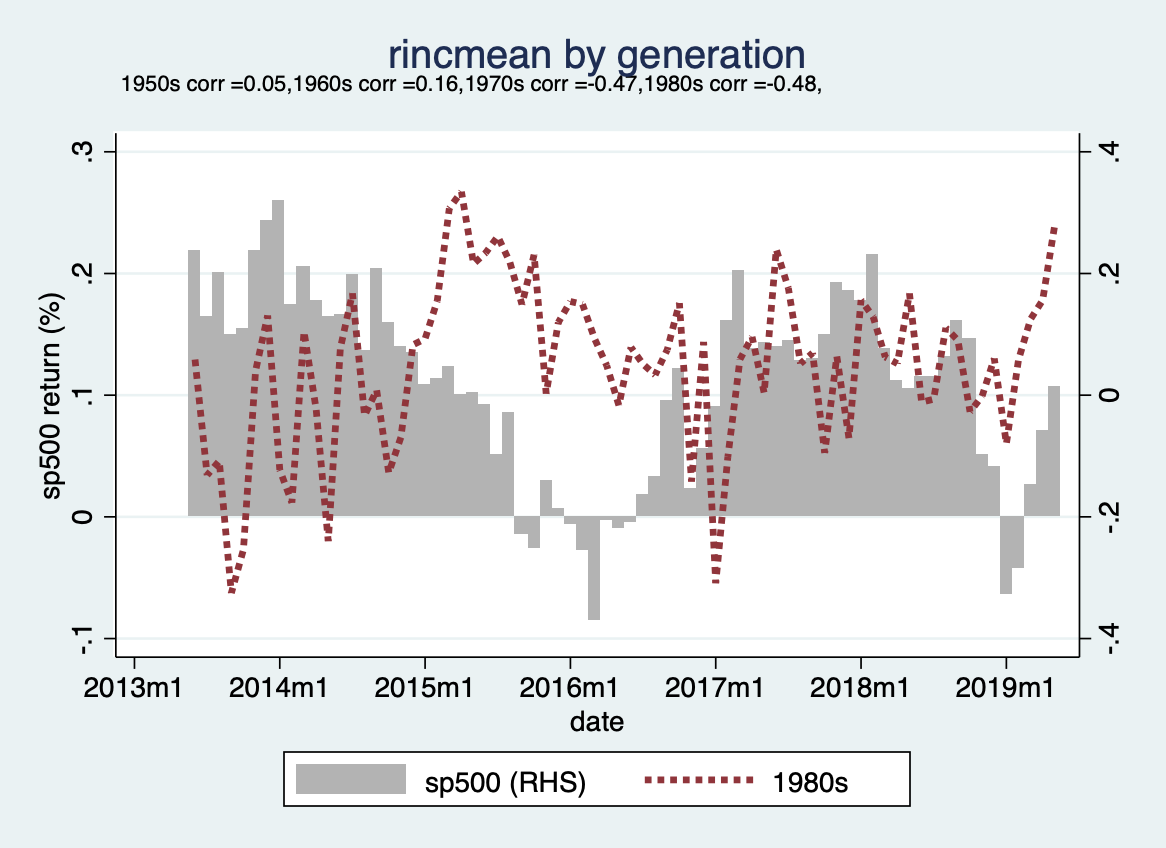 rincmean by generation
1950s corr =0.05,1960s corr =0.16,1970s corr =-0.47,1980s corr =-0.48,
.3
.2
.1
0
-.1
sp500 return (%)
.4
.2
0
-.2
-.4
2013m1 2014m1 2015m1 2016m1 2017m1 2018m1 2019m1
date
sp500 (RHS) 1980s